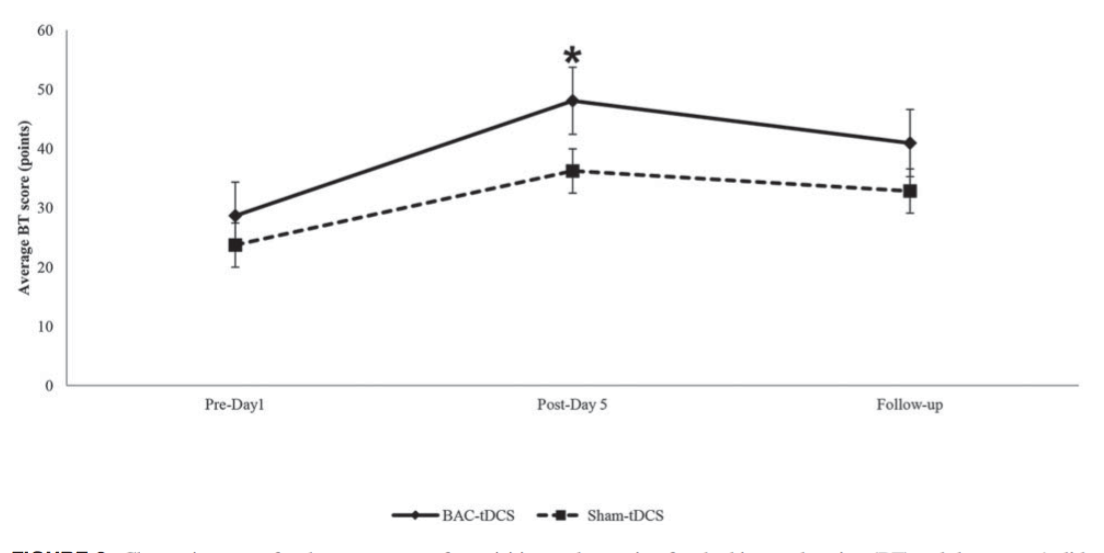 60
50
40
30
20
10
0
Average BT score (points)
*
Pre-Day1
Post-Day 5
Follow-up
BAC-tDCS
Sham-tDCS